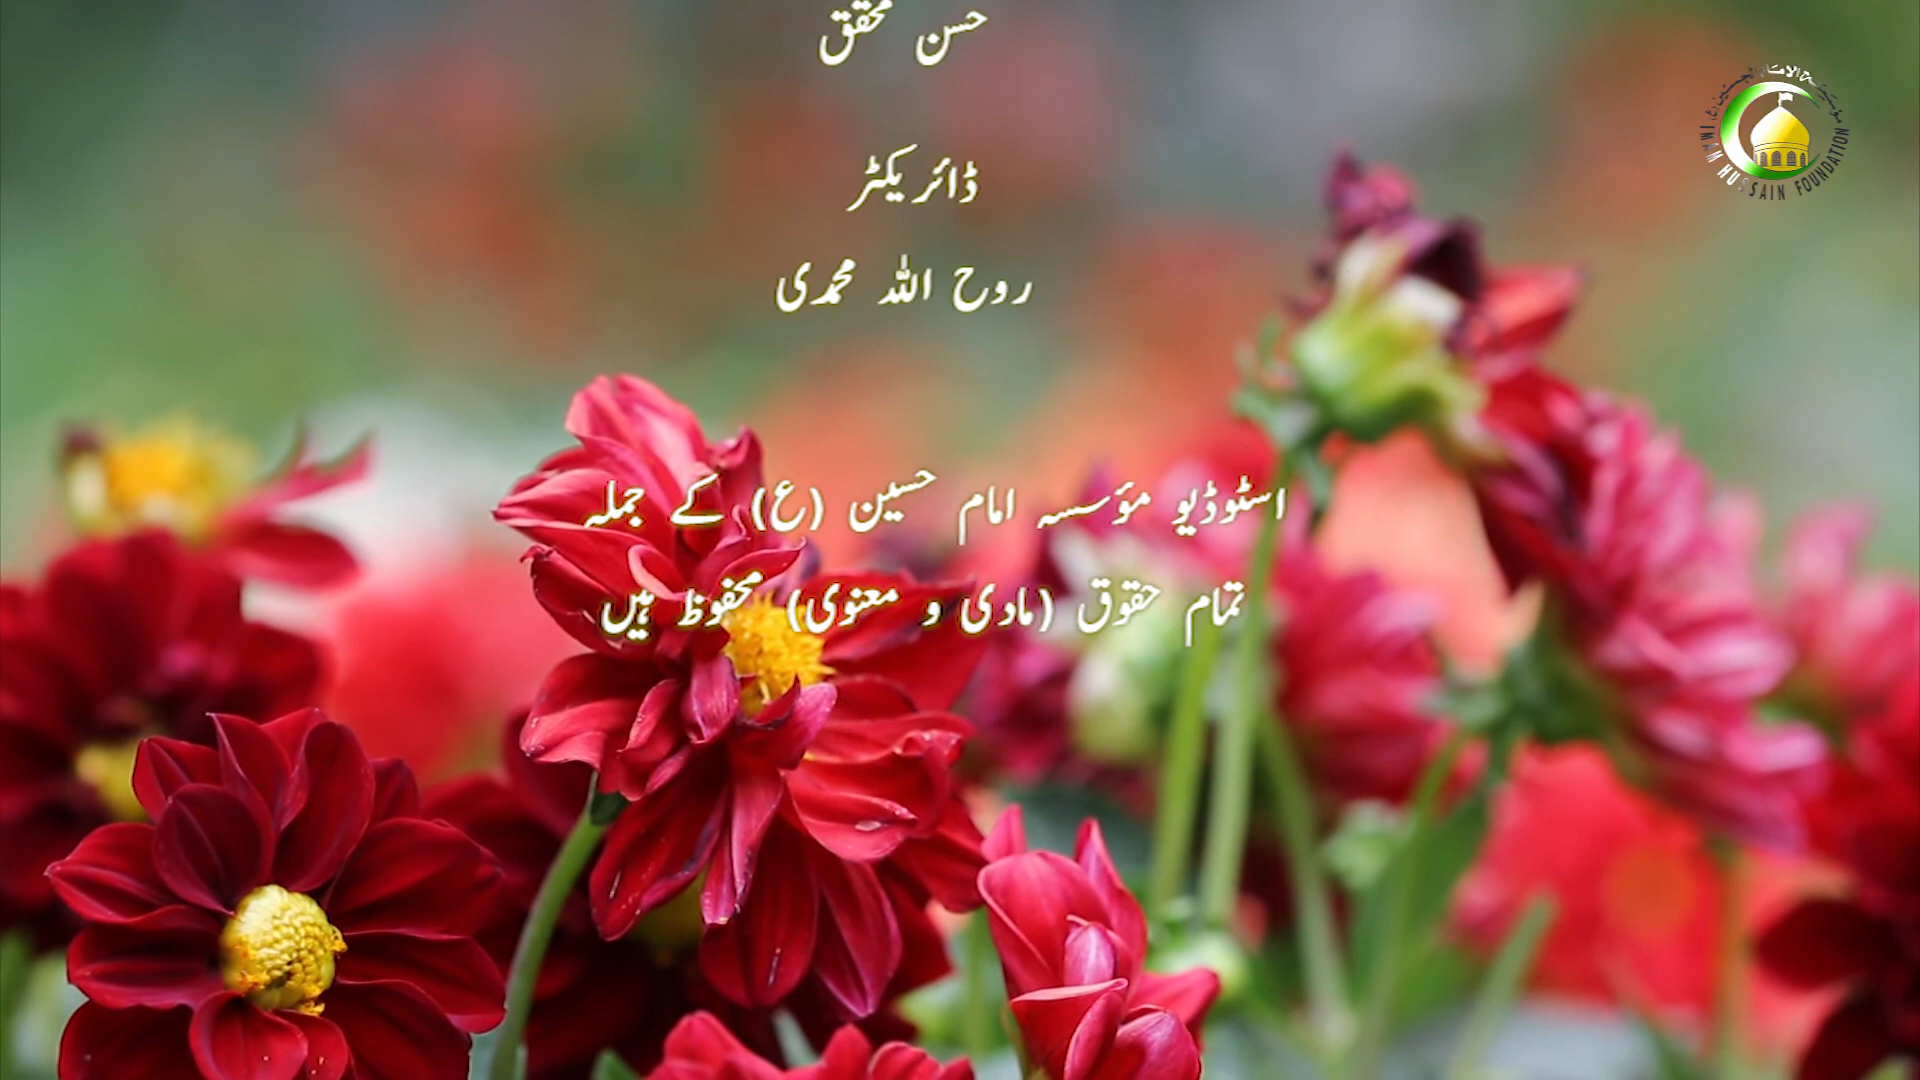 حسن محقق
ڈائریکٹر
روح اللہ محمدی
اسٹوڈیو مؤسسہ امام حسین (ع) کے جملہ
تمام حقوق (مادی و معنوی) محفوظ ہیں
IMAM HUSSAIN FOUNDATION